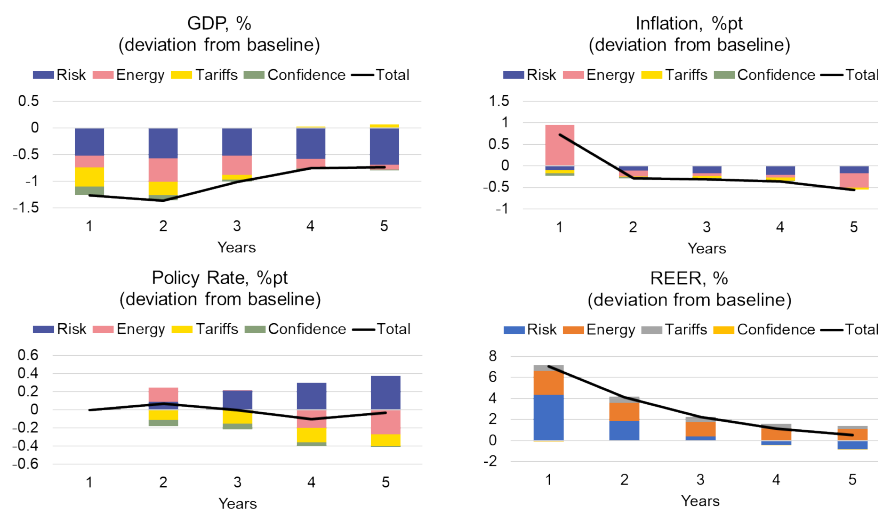 GDP, %
(deviation from baseline)
Risk Energy Tariffs Confidence Total
0.5
0
-0.5
-1
-1.5
1 2 3 4 5
Years
Inflation, %pt
(deviation from baseline)
Risk Energy Tariffs Confidence Total
1.5
1
0.5
0
-0.5
-1
1 2 3 4 5
Years
Policy Rate, %pt
(deviation from baseline)
Risk Energy Tariffs Confidence Total
0.6
0.4
0.2
0
-0.2
-0.4
-0.6
1 2 3 4 5
Years
REER, %
(deviation from baseline)
Risk Energy Tariffs Confidence Total
8
6
4
2
0
-2
1 2 3 4 5
Years